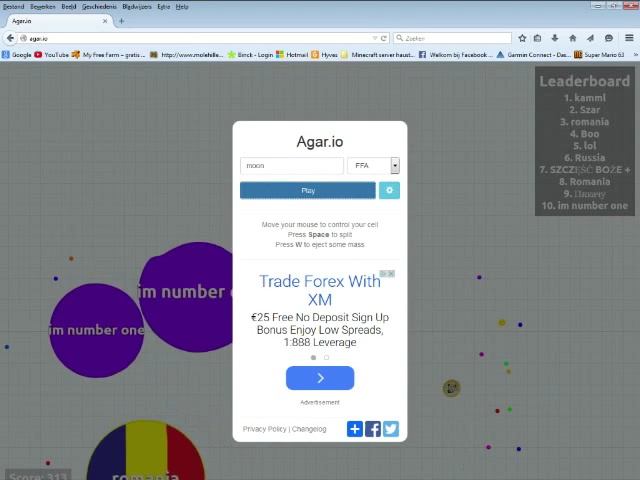 Bestand Bewerken Beeld Geschiedenis Bladwijzers Extra Help
Agar.io
agar.io
Zoeken
Google YouTube My Free Farm – gratis ... http://www.molehille... Binck - Login Hotmail Hyves Minecraft server haust... Welkom bij Facebook ... Garmin Connect - Das... Super Mario 63
Leaderboard
1. kamml
2. Szar
3. romania
4. Boo
5. lol
6. Russia
7. SZCZĘŚĆ BOŻE +
8. Romania
9.
10. im number one
Agar.io
moon
FFA
Play
Move your mouse to control your cell
Press Space to split
Press W to eject some mass
im number o
im number one
Trade Forex With
XM
€25 Free No Deposit Sign Up
Bonus Enjoy Low Spreads,
1:888 Leverage
Advertisement
Privacy Policy | Changelog
romania
Score: 313